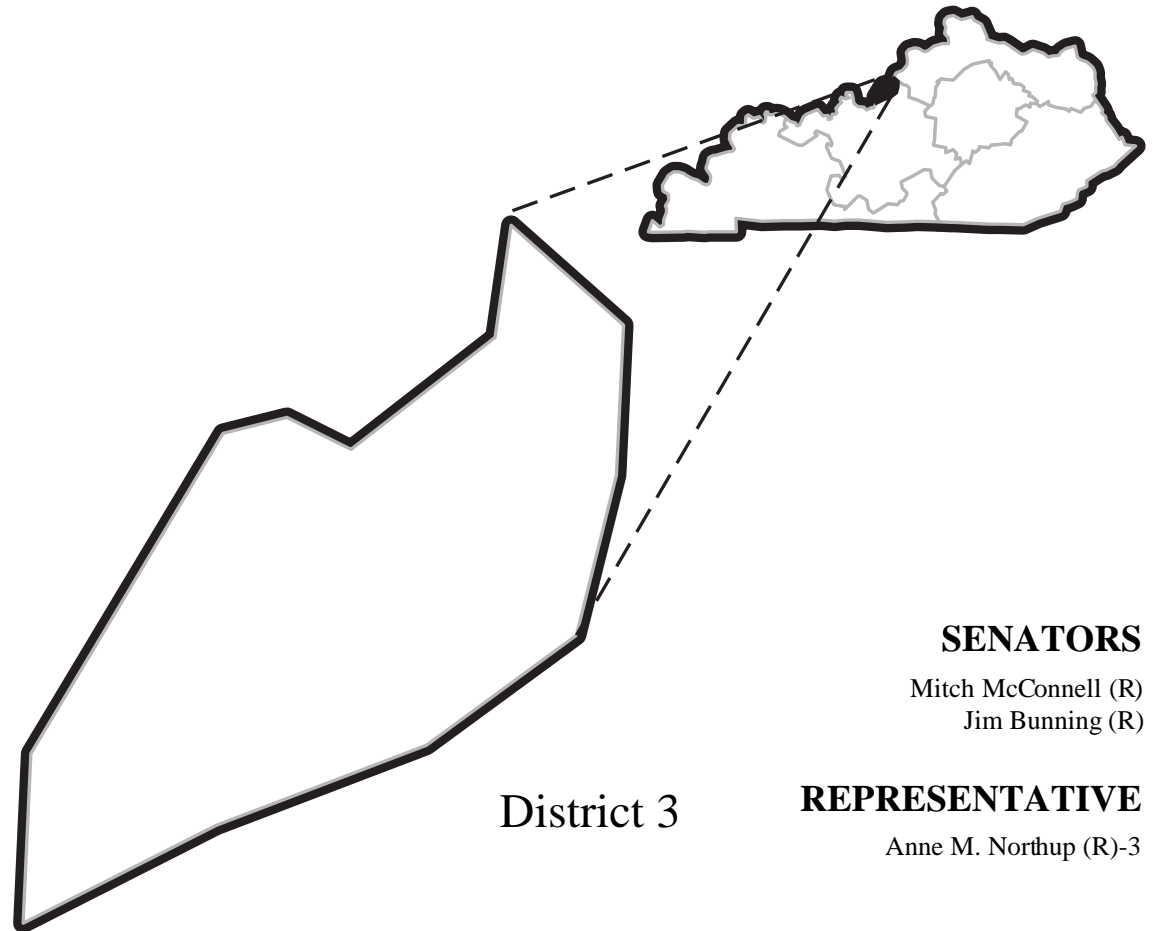 SENATORS
Mitch McConnell (R)
Jim Bunning (R)
District 3
REPRESENTATIVE
Anne M. Northup (R)-3